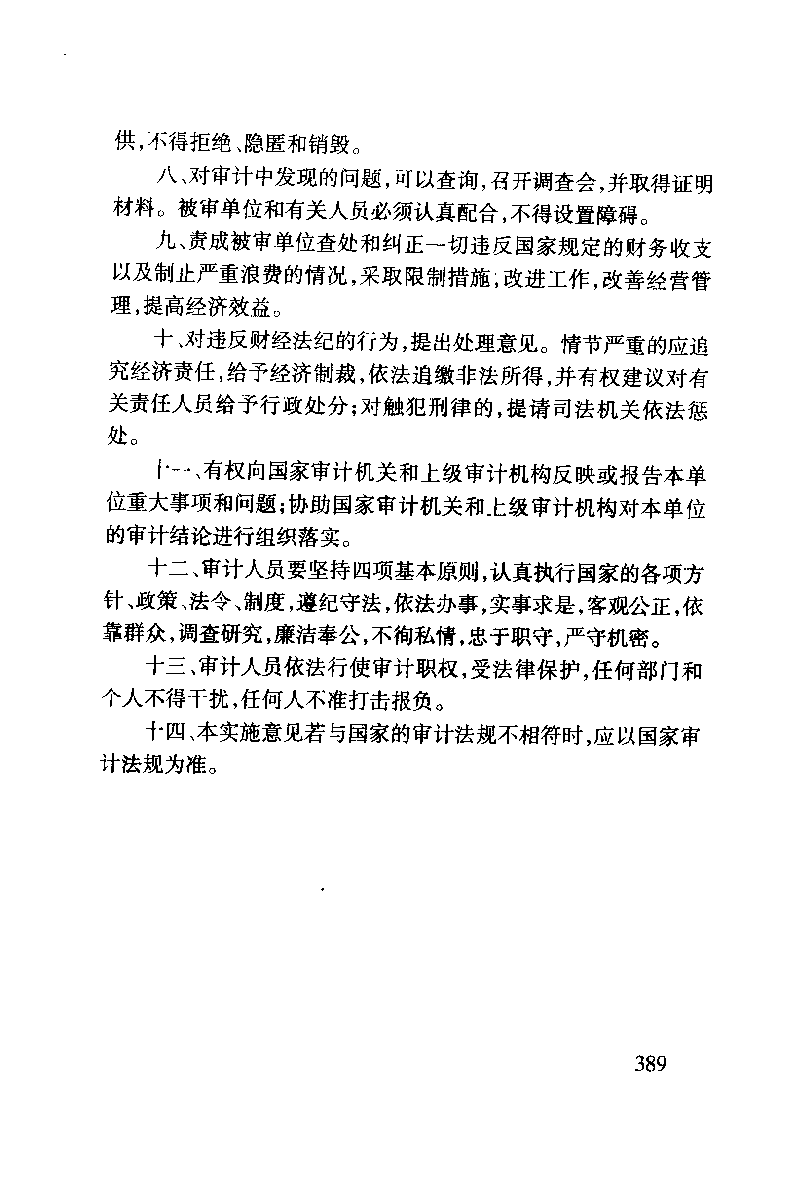 供,不得拒绝、隐匿和销毁。
八、对审计中发现的问题,可以查询,召开调查会,并取得证明
材料。被审单位和有关人员必须认真配合,不得设置障碍。
九、责成被审单位查处和纠正一切违反国家规定的财务收支
以及制止严重浪费的情况,采取限制措施;改进工作,改善经营管
理,提高经济效益。
十、对违反财经法纪的行为,提出处理意见。情节严重的应追
究经济责任,给予经济制裁,依法追缴非法所得,并有权建议对有
关责任人员给予行政处分;对触犯刑律的,提请司法机关依法惩
处。
十一、有权向国家审计机关和上级审计机构反映或报告本单
位重大事项和问题;协助国家审计机关和上级审计机构对本单位
的审计结论进行组织落实。
十二、审计人员要坚持四项基本原则,认真执行国家的各项方
针、政策、法令、制度,遵纪守法,依法办事,实事求是,客观公正,依
靠群众,调查研究,廉洁奉公,不徇私情,忠于职守,严守机密。
十三、审计人员依法行使审计职权,受法律保护,任何部门和
个人不得干扰,任何人不准打击报负。
十四、本实施意见若与国家的审计法规不相符时,应以国家审
计法规为准。
389